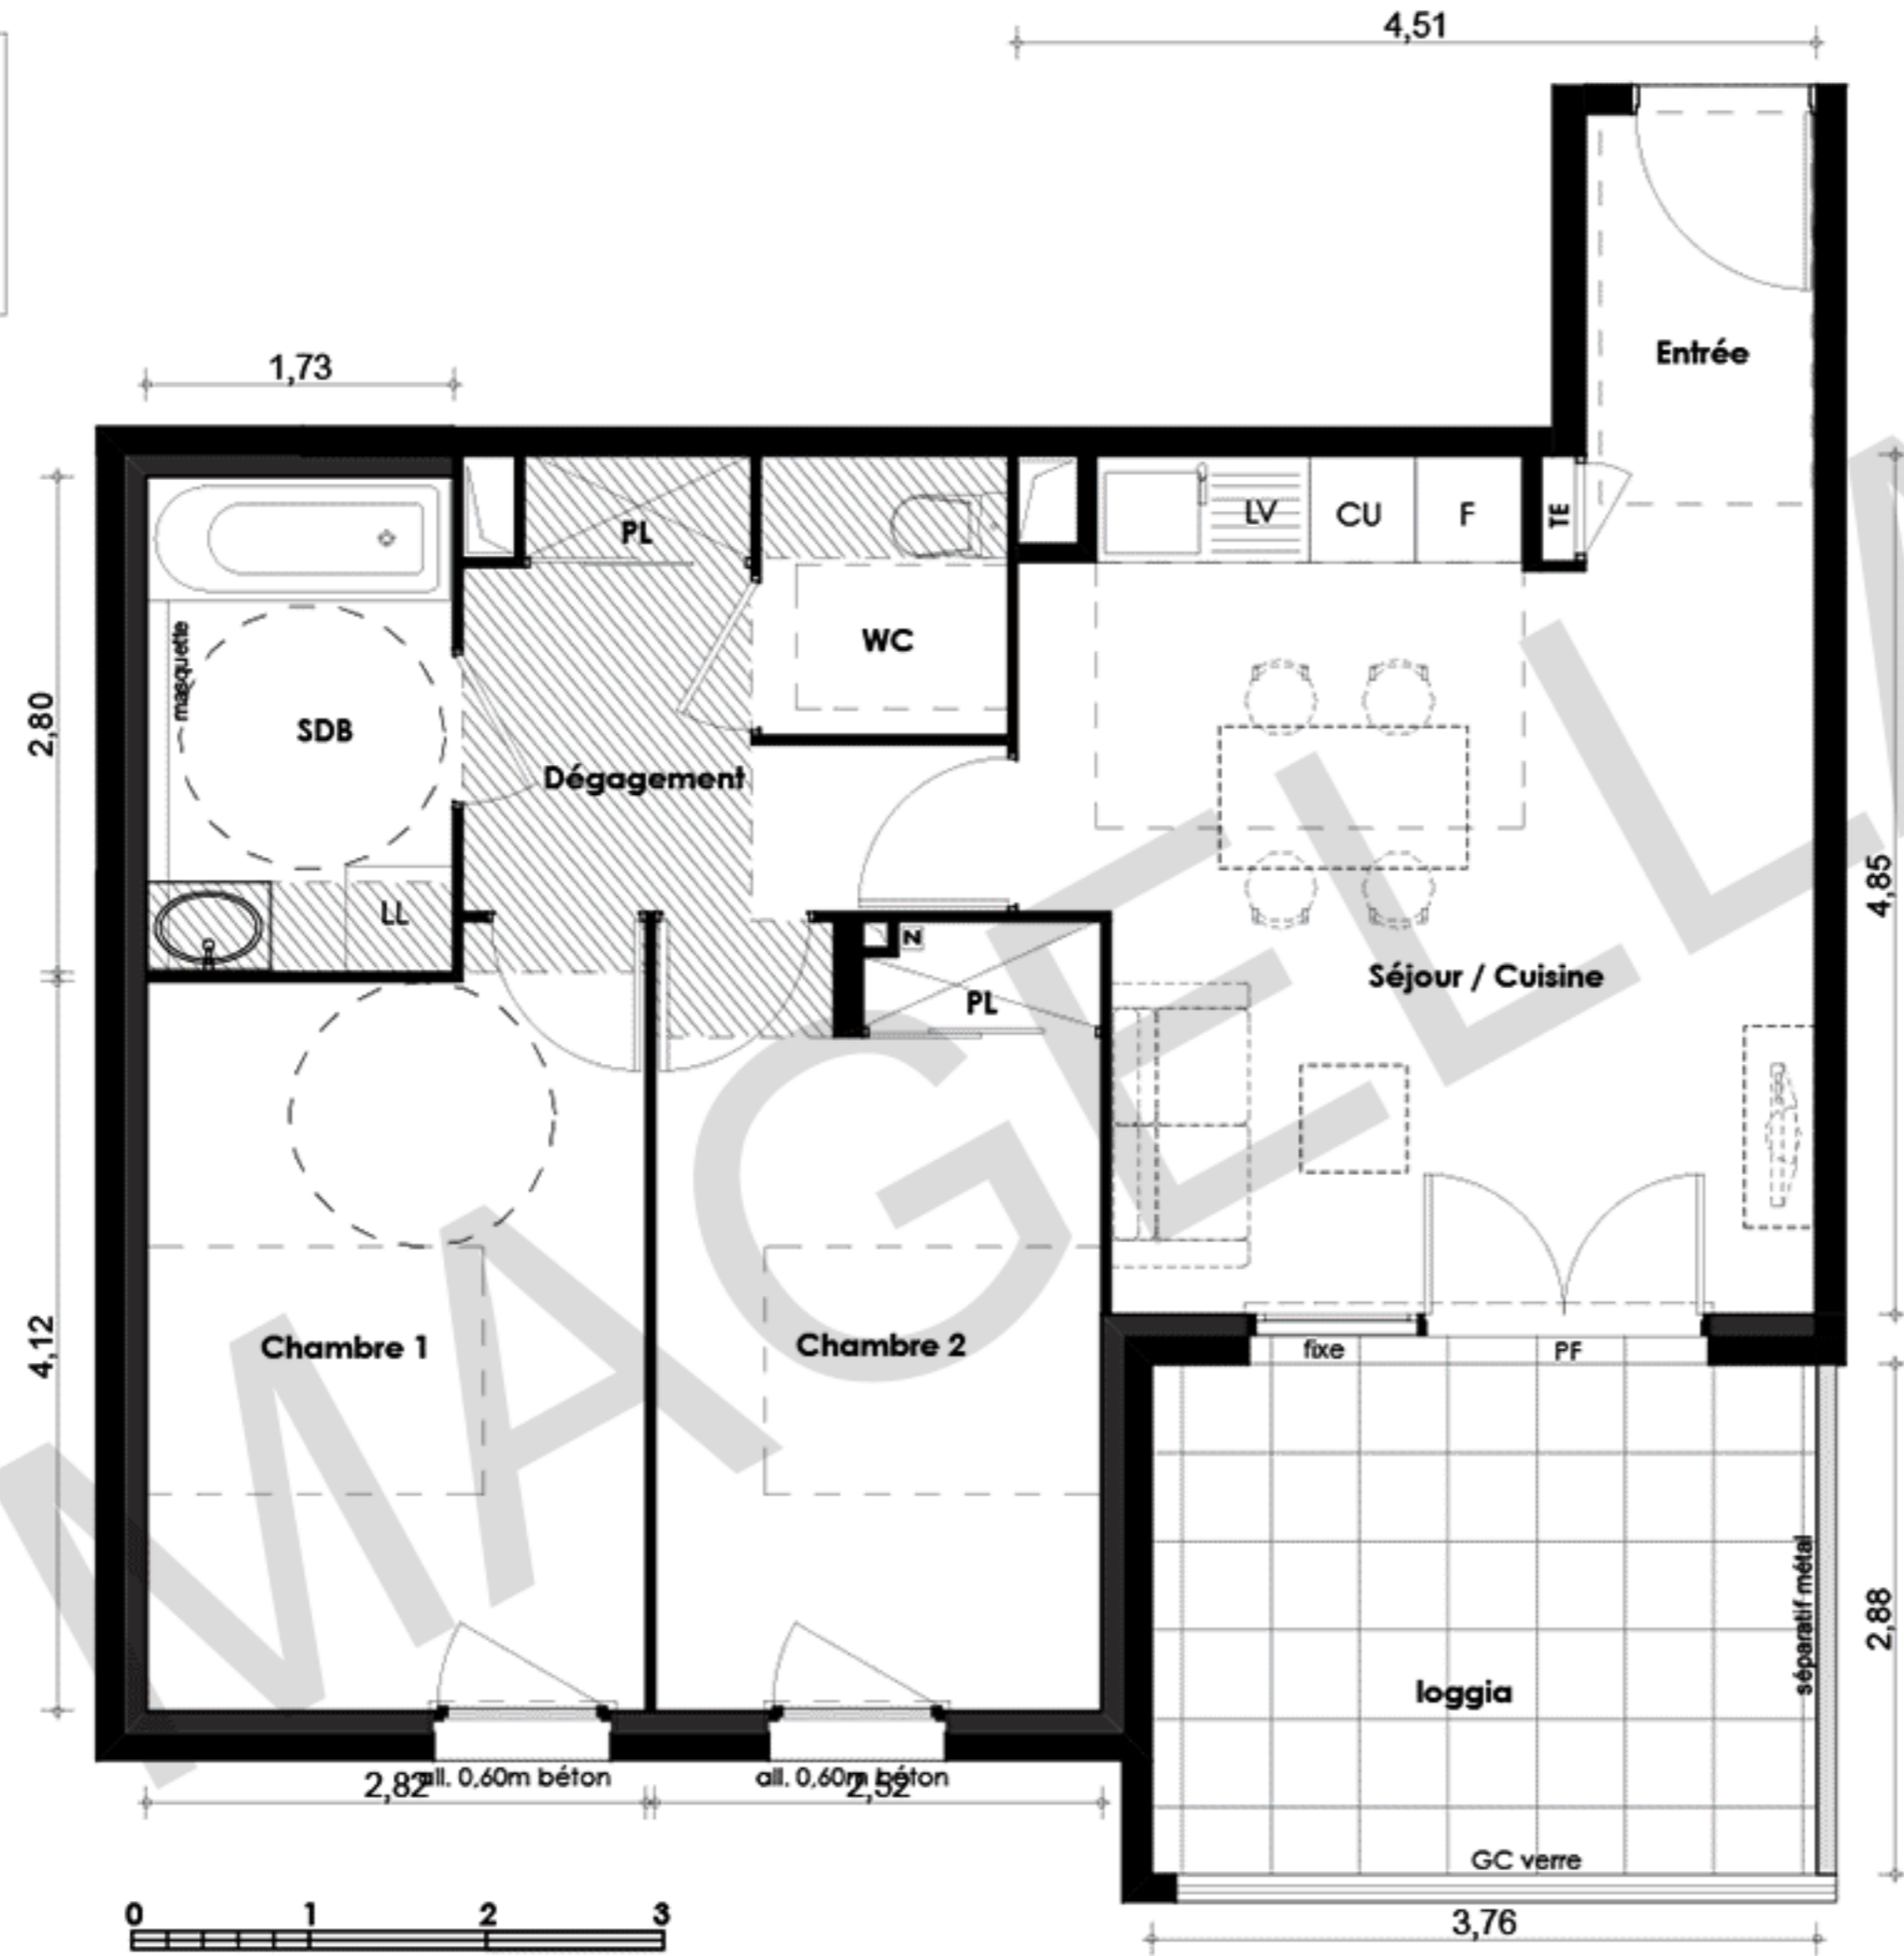 4,51
Entrée
1,73
PL
LV
CU
F
TE
WC
masquette
SDB
2,80
Dégagement
4,85
LL
N
PL
Séjour / Cuisine
MAGELL
4,12
Chambre 1
Chambre 2
fixe
PF
séparatif métal
2,88
loggia
all. 0,60m béton
2,82
all. 0,60m béton
2,52
GC verre
3,76
0 1 2 3